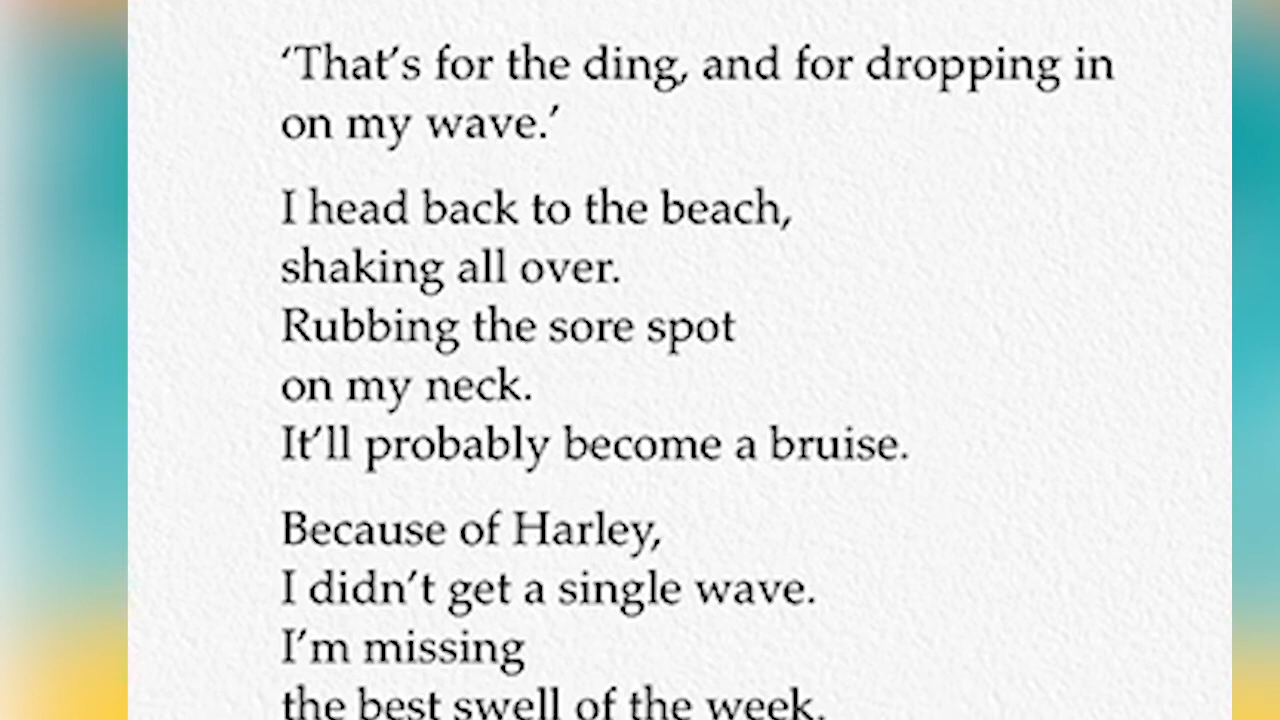 ‘That’s for the ding, and for dropping in
on my wave.’
I head back to the beach,
shaking all over.
Rubbing the sore spot
on my neck.
It’ll probably become a bruise.
Because of Harley,
I didn’t get a single wave.
I’m missing
the best swell of the week.